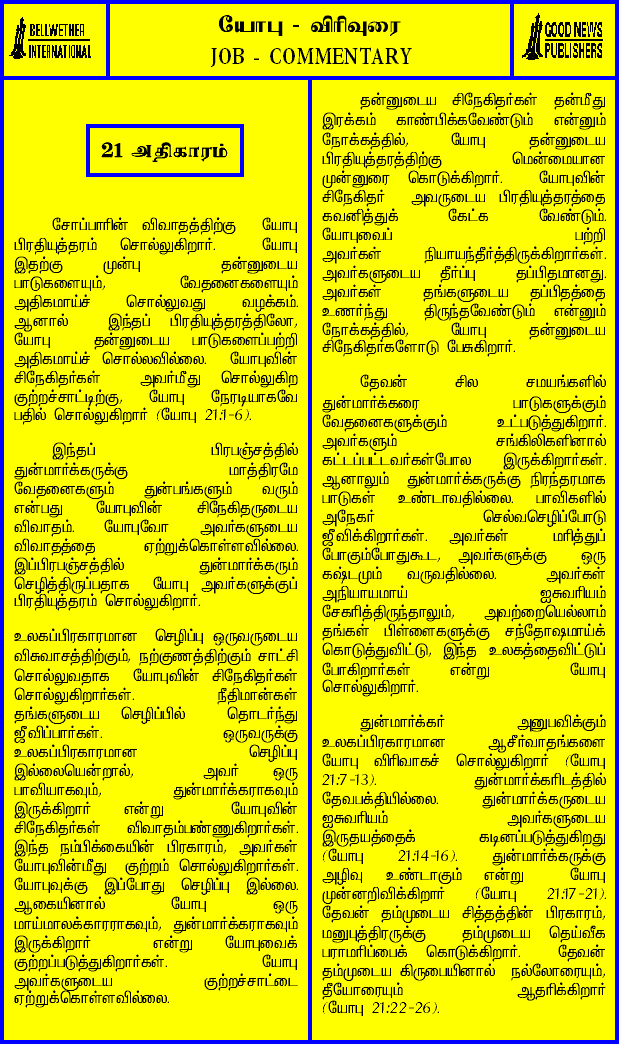 BELLWETHER
INTERNATIONAL
யோபு - விரிவுரை
JOB - COMMENTARY
GOOD NEWS
PUBLISHERS
21 அதிகாரம்
சோப்பாரின் விவாதத்திற்கு யோபு
பிரதியுத்தரம் சொல்லுகிறார். யோபு
இதற்கு முன்பு தன்னுடைய
பாடுகளையும், வேதனைகளையும்
அதிகமாய்ச் சொல்லுவது வழக்கம்.
ஆனால் இந்தப் பிரதியுத்தரத்திலோ,
யோபு தன்னுடைய பாடுகளைப்பற்றி
அதிகமாய்ச் சொல்லவில்லை. யோபுவின்
சிநேகிதர்கள் அவர்மீது சொல்லுகிற
குற்றச்சாட்டிற்கு, யோபு நேரடியாகவே
பதில் சொல்லுகிறார் (யோபு 21:1-6).
இந்தப் பிரபஞ்சத்தில்
துன்மார்க்கருக்கு மாத்திரமே
வேதனைகளும் துன்பங்களும் வரும்
என்பது யோபுவின் சிநேகிதருடைய
விவாதம். யோபுவோ அவர்களுடைய
விவாதத்தை ஏற்றுக்கொள்ளவில்லை.
இப்பிரபஞ்சத்தில் துன்மார்க்கரும்
செழித்திருப்பதாக யோபு அவர்களுக்குப்
பிரதியுத்தரம் சொல்லுகிறார்.
உலகப்பிரகாரமான செழிப்பு ஒருவருடைய
விசுவாசத்திற்கும், நற்குணத்திற்கும் சாட்சி
சொல்லுவதாக யோபுவின் சிநேகிதர்கள்
சொல்லுகிறார்கள். நீதிமான்கள்
தங்களுடைய செழிப்பில் தொடர்ந்து
ஜீவிப்பார்கள். ஒருவருக்கு
உலகப்பிரகாரமான செழிப்பு
இல்லையென்றால், அவர் ஒரு
பாவியாகவும், துன்மார்க்கராகவும்
இருக்கிறார் என்று யோபுவின்
சிநேகிதர்கள் விவாதம்பண்ணுகிறார்கள்.
இந்த நம்பிக்கையின் பிரகாரம், அவர்கள்
யோபுவின்மீது குற்றம் சொல்லுகிறார்கள்.
யோபுவுக்கு இப்போது செழிப்பு இல்லை.
ஆகையினால் யோபு ஒரு
மாய்மாலக்காரராகவும், துன்மார்க்கராகவும்
இருக்கிறார் என்று யோபுவைக்
குற்றப்படுத்துகிறார்கள். யோபு
அவர்களுடைய குற்றச்சாட்டை
ஏற்றுக்கொள்ளவில்லை.
தன்னுடைய சிநேகிதர்கள் தன்மீது
இரக்கம் காண்பிக்கவேண்டும் என்னும்
நோக்கத்தில், யோபு தன்னுடைய
பிரதியுத்தரத்திற்கு மென்மையான
முன்னுரை கொடுக்கிறார். யோபுவின்
சிநேகிதர் அவருடைய பிரதியுத்தரத்தை
கவனித்துக் கேட்க வேண்டும்.
யோபுவைப் பற்றி
அவர்கள் நியாயந்தீர்த்திருக்கிறார்கள்.
அவர்களுடைய தீர்ப்பு தப்பிதமானது.
அவர்கள் தங்களுடைய தப்பிதத்தை
உணர்ந்து திருந்தவேண்டும் என்னும்
நோக்கத்தில், யோபு தன்னுடைய
சிநேகிதர்களோடு பேசுகிறார்.
தேவன் சில சமயங்களில்
துன்மார்க்கரை பாடுகளுக்கும்
வேதனைகளுக்கும் உட்படுத்துகிறார்.
அவர்களும் சங்கிலிகளினால்
கட்டப்பட்டவர்கள்போல இருக்கிறார்கள்.
ஆனாலும் துன்மார்க்கருக்கு நிரந்தரமாக
பாடுகள் உண்டாவதில்லை. பாவிகளில்
அநேகர் செல்வசெழிப்போடு
ஜீவிக்கிறார்கள். அவர்கள் மரித்துப்
போகும்போதுகூட, அவர்களுக்கு ஒரு
கஷ்டமும் வருவதில்லை. அவர்கள்
அநியாயமாய் ஐசுவரியம்
சேகரித்திருந்தாலும், அவற்றையெல்லாம்
தங்கள் பிள்ளைகளுக்கு சந்தோஷமாய்க்
கொடுத்துவிட்டு, இந்த உலகத்தைவிட்டுப்
போகிறார்கள் என்று யோபு
சொல்லுகிறார்.
துன்மார்க்கர் அனுபவிக்கும்
உலகப்பிரகாரமான ஆசீர்வாதங்களை
யோபு விரிவாகச் சொல்லுகிறார் (யோபு
21:7-13). துன்மார்க்கரிடத்தில்
தேவபக்தியில்லை. துன்மார்க்கருடைய
ஐசுவரியம் அவர்களுடைய
இருதயத்தைக் கடினப்படுத்துகிறது
(யோபு 21:14-16). துன்மார்க்கருக்கு
அழிவு உண்டாகும் என்று யோபு
முன்னறிவிக்கிறார் (யோபு 21:17-21).
தேவன் தம்முடைய சித்தத்தின் பிரகாரம்,
மனுபுத்திரருக்கு தம்முடைய தெய்வீக
பராமரிப்பைக் கொடுக்கிறார். தேவன்
தம்முடைய கிருபையினால் நல்லோரையும்,
தீயோரையும் ஆதரிக்கிறார்
(யோபு 21:22-26).